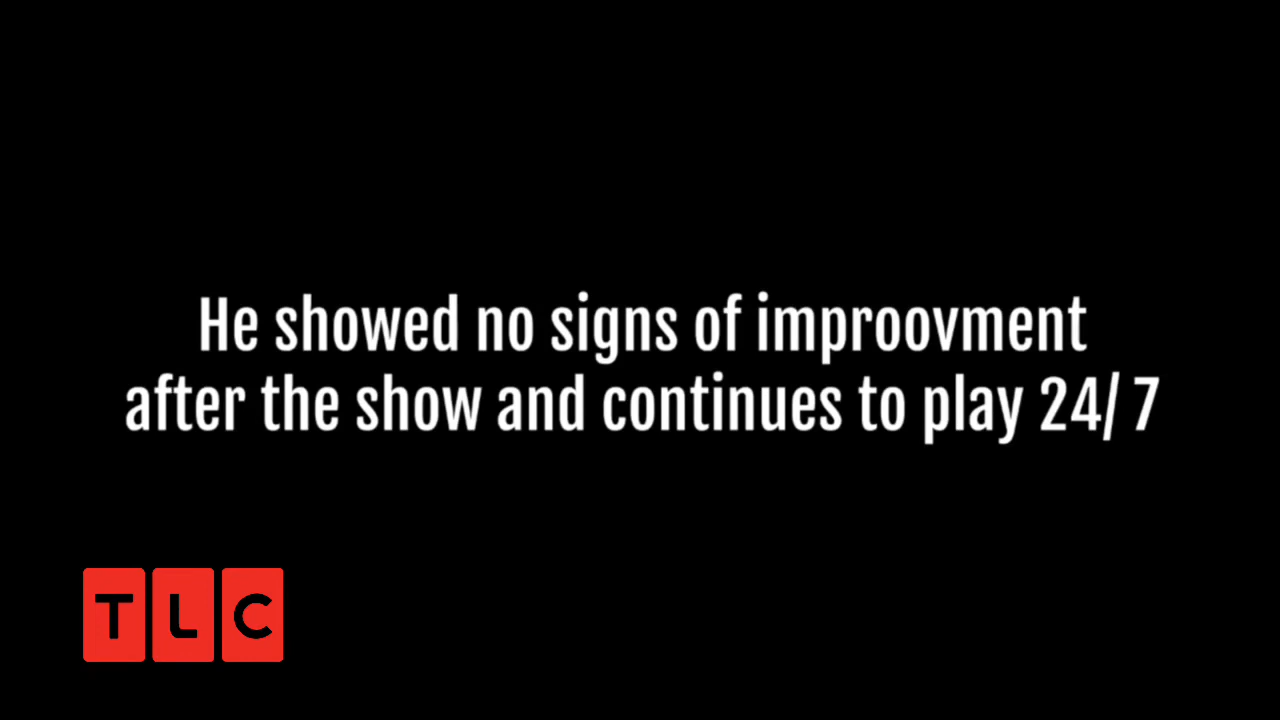 He showed no signs of improovment
after the show and continues to play 24/ 7
TLC